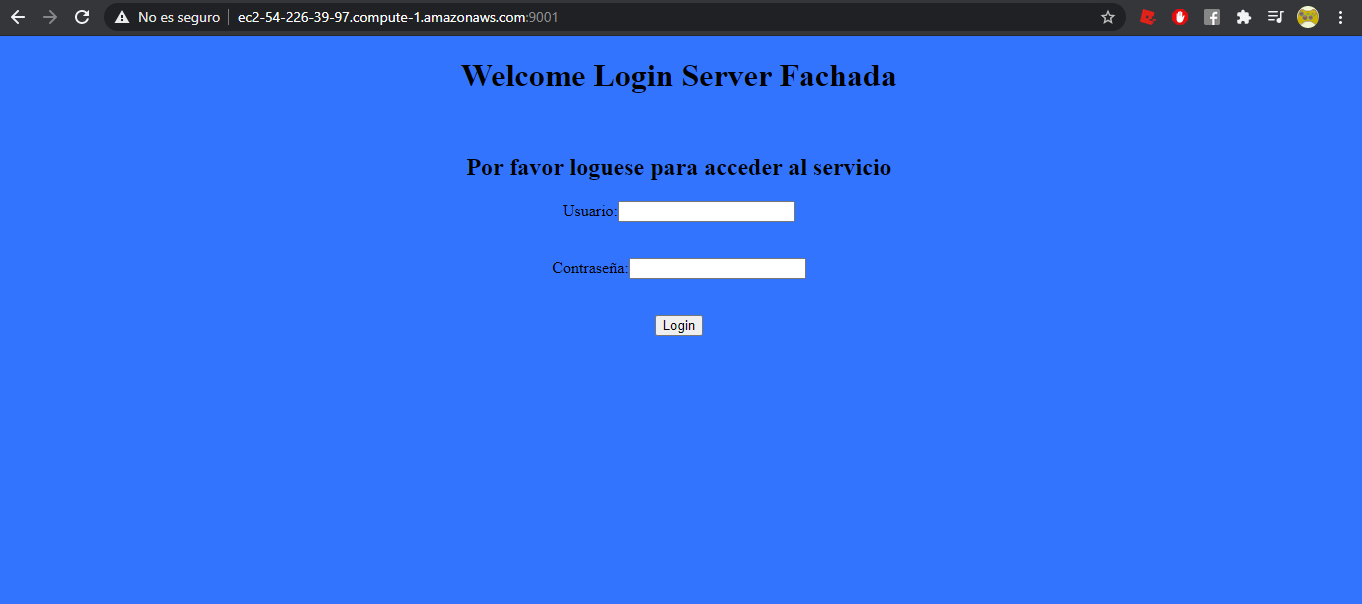 No es seguro ec2-54-226-39-97.compute-1.amazonaws.com:9001
Welcome Login Server Fachada
Por favor loguese para acceder al servicio
Usuario:
Contraseña:
Login